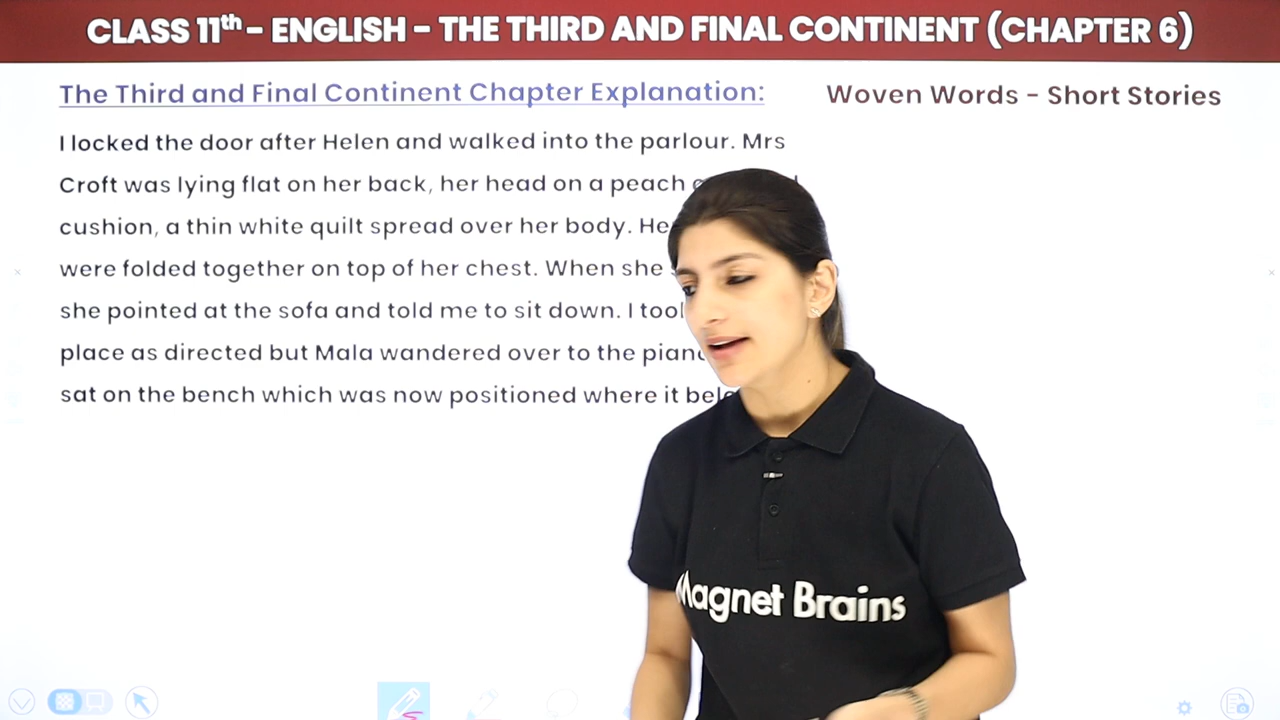 CLASS 11th - ENGLISH - THE THIRD AND FINAL CONTINENT (CHAPTER 6)
The Third and Final Continent Chapter Explanation:
Woven Words - Short Stories
I locked the door after Helen and walked into the parlour. Mrs
Croft was lying flat on her back, her head on a peach
cushion, a thin white quilt spread over her body.
were folded together on top of her chest. When she
she pointed at the sofa and told me to sit down. I
place as directed but Mala wandered over to the
sat on the bench which was now positioned where it
Magnet Brains